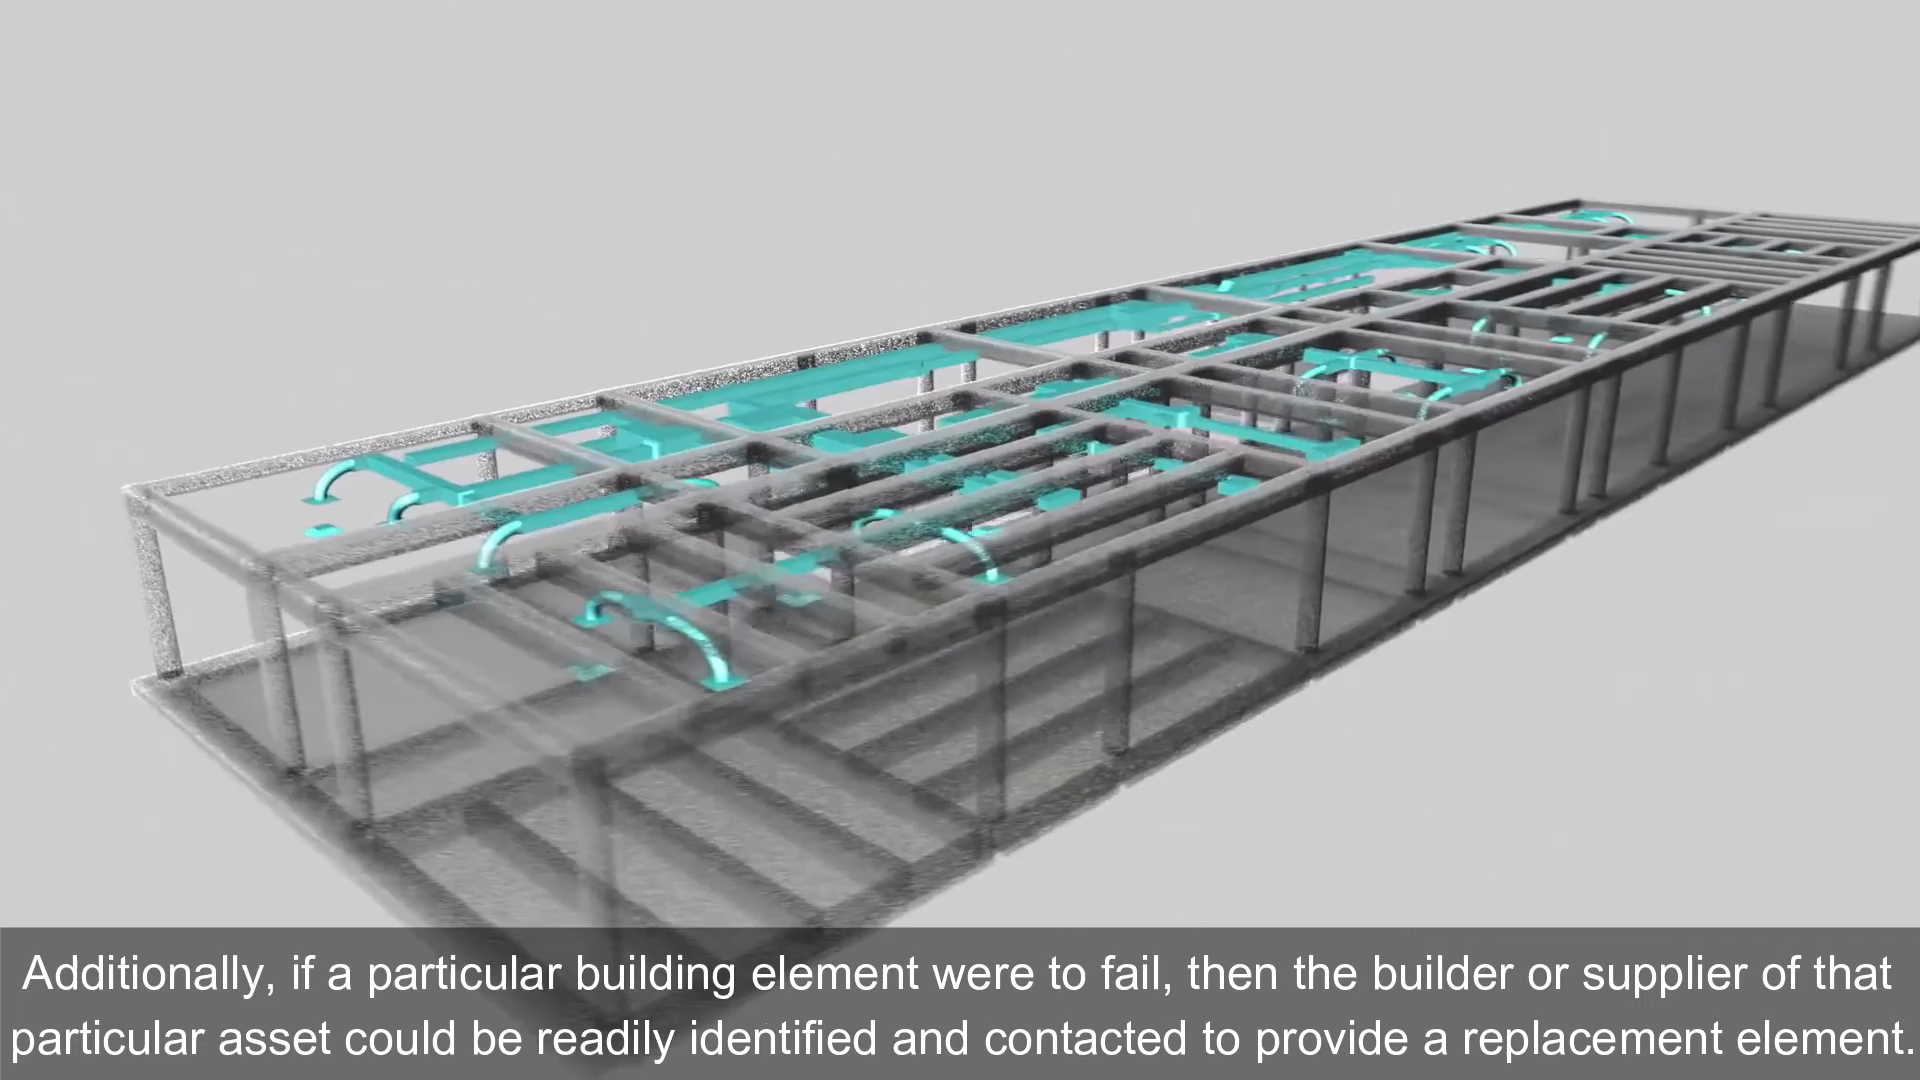 Additionally, if a particular building element were to fail, then the builder or supplier of that
particular asset could be readily identified and contacted to provide a replacement element.